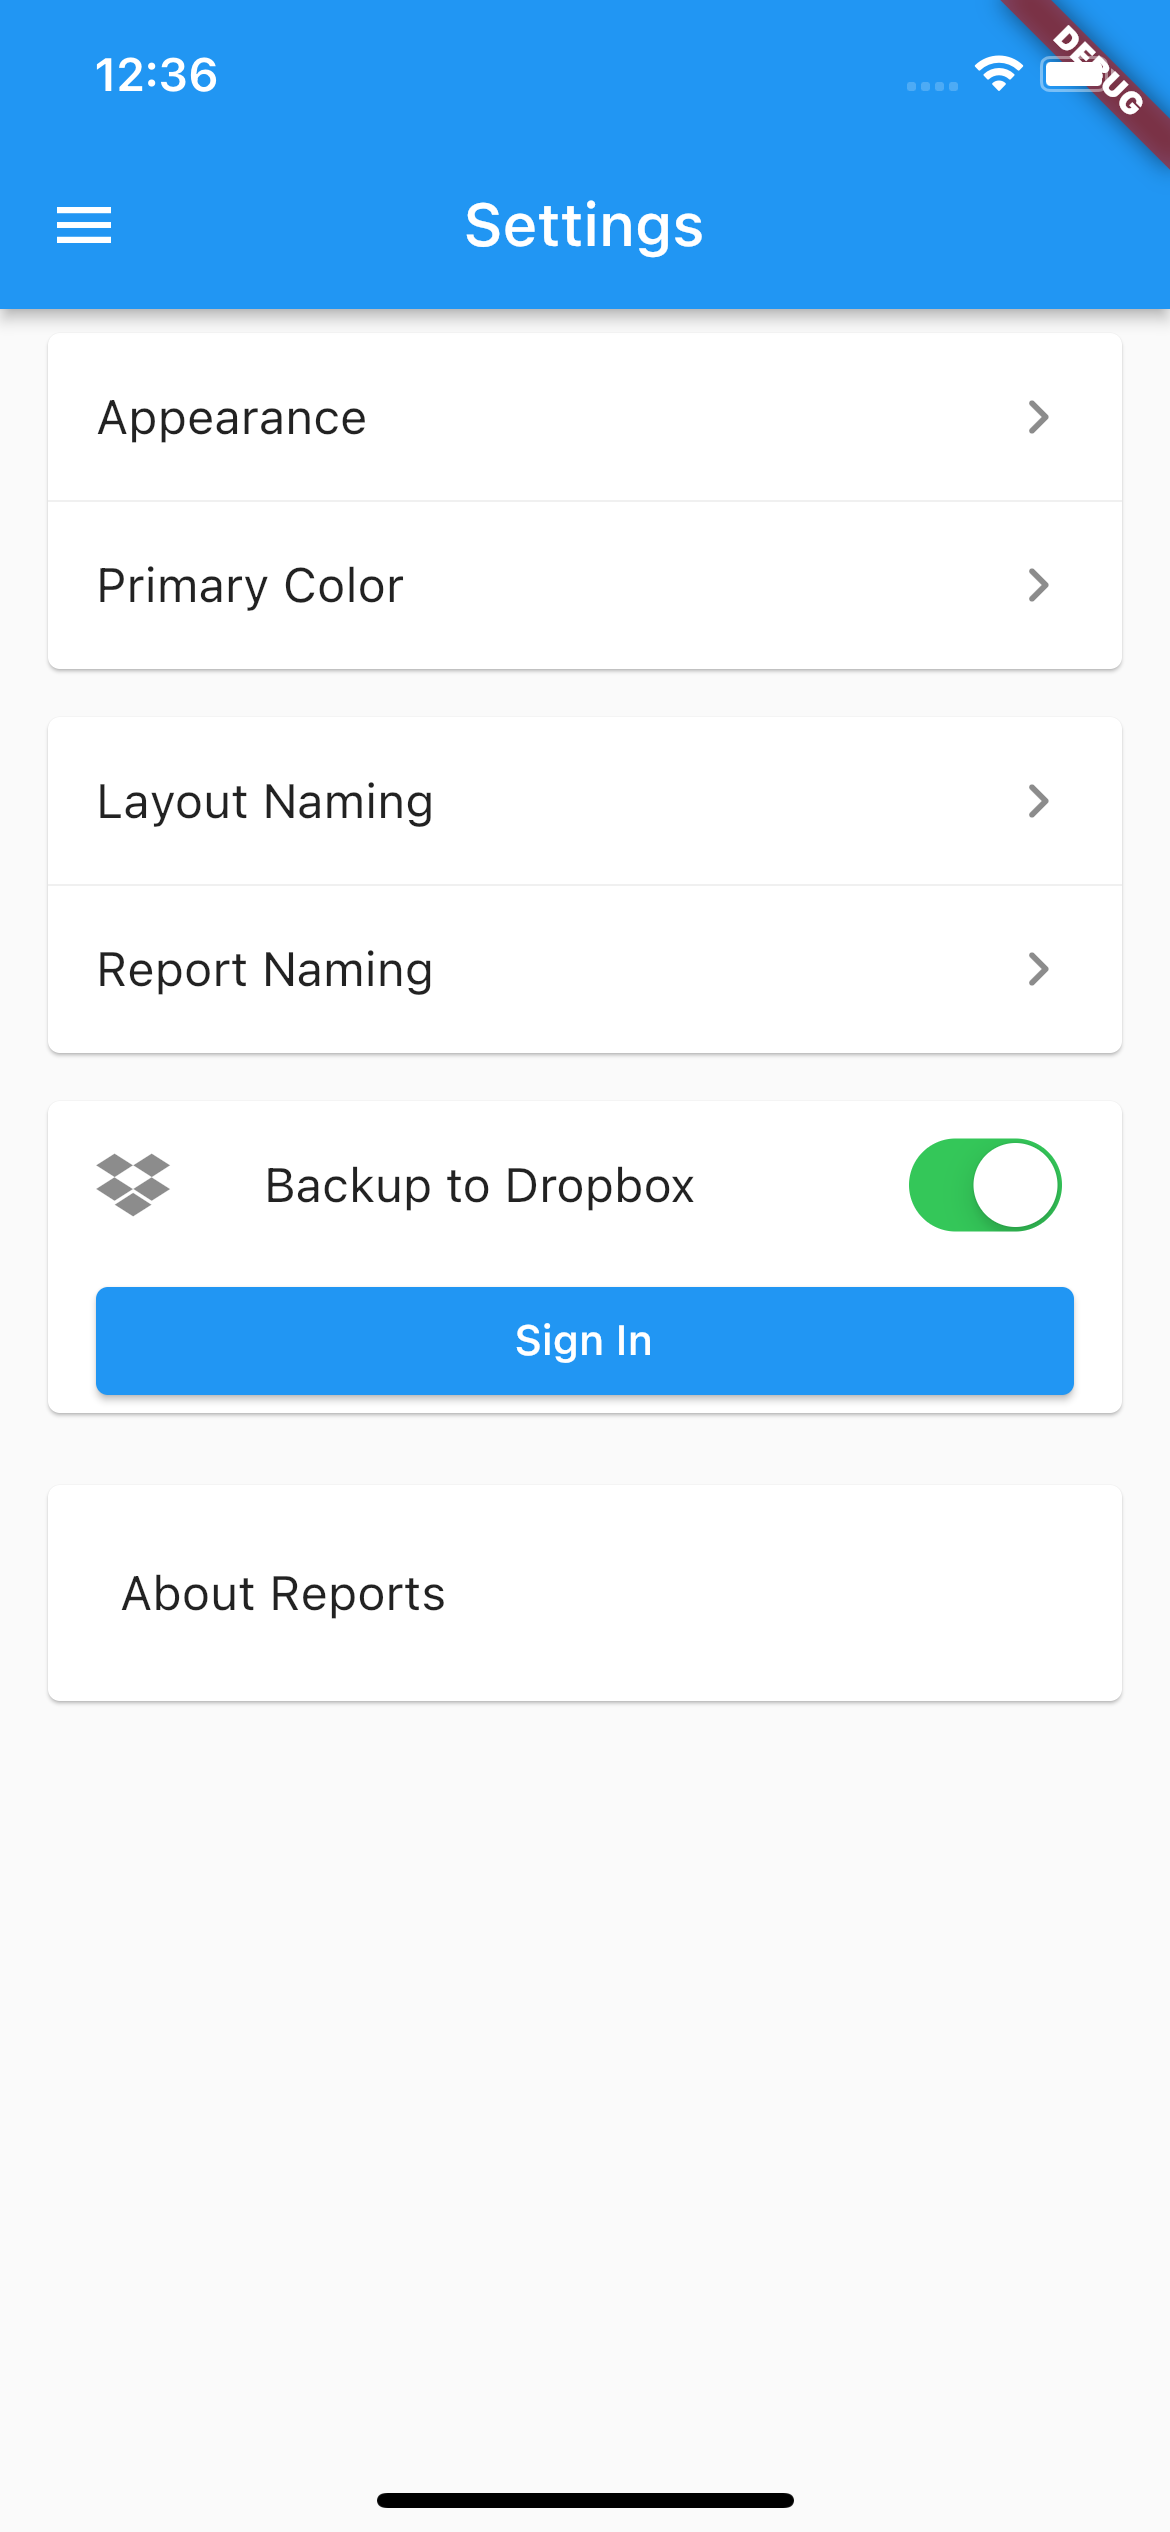 12:36
DEBUG
Settings
Appearance
Primary Color
Layout Naming
Report Naming
Backup to Dropbox
Sign In
About Reports